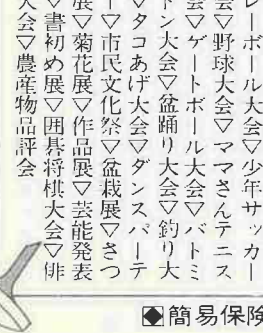 レーボール大会▽少年サッカー
会▽野球大会▽ママさんテニス
会▽ゲートボール大会▽バトミ
トン大会▽盆踊り大会▽釣り大
▽タコあげ大会▽ダンスパーテ
▽市民文化祭▽盆栽展▽さつ
展▽菊花展▽作品展▽芸能発表
▽書初め展▽囲碁将棋大会▽俳
大会▽農産物品評会
◆簡易保険